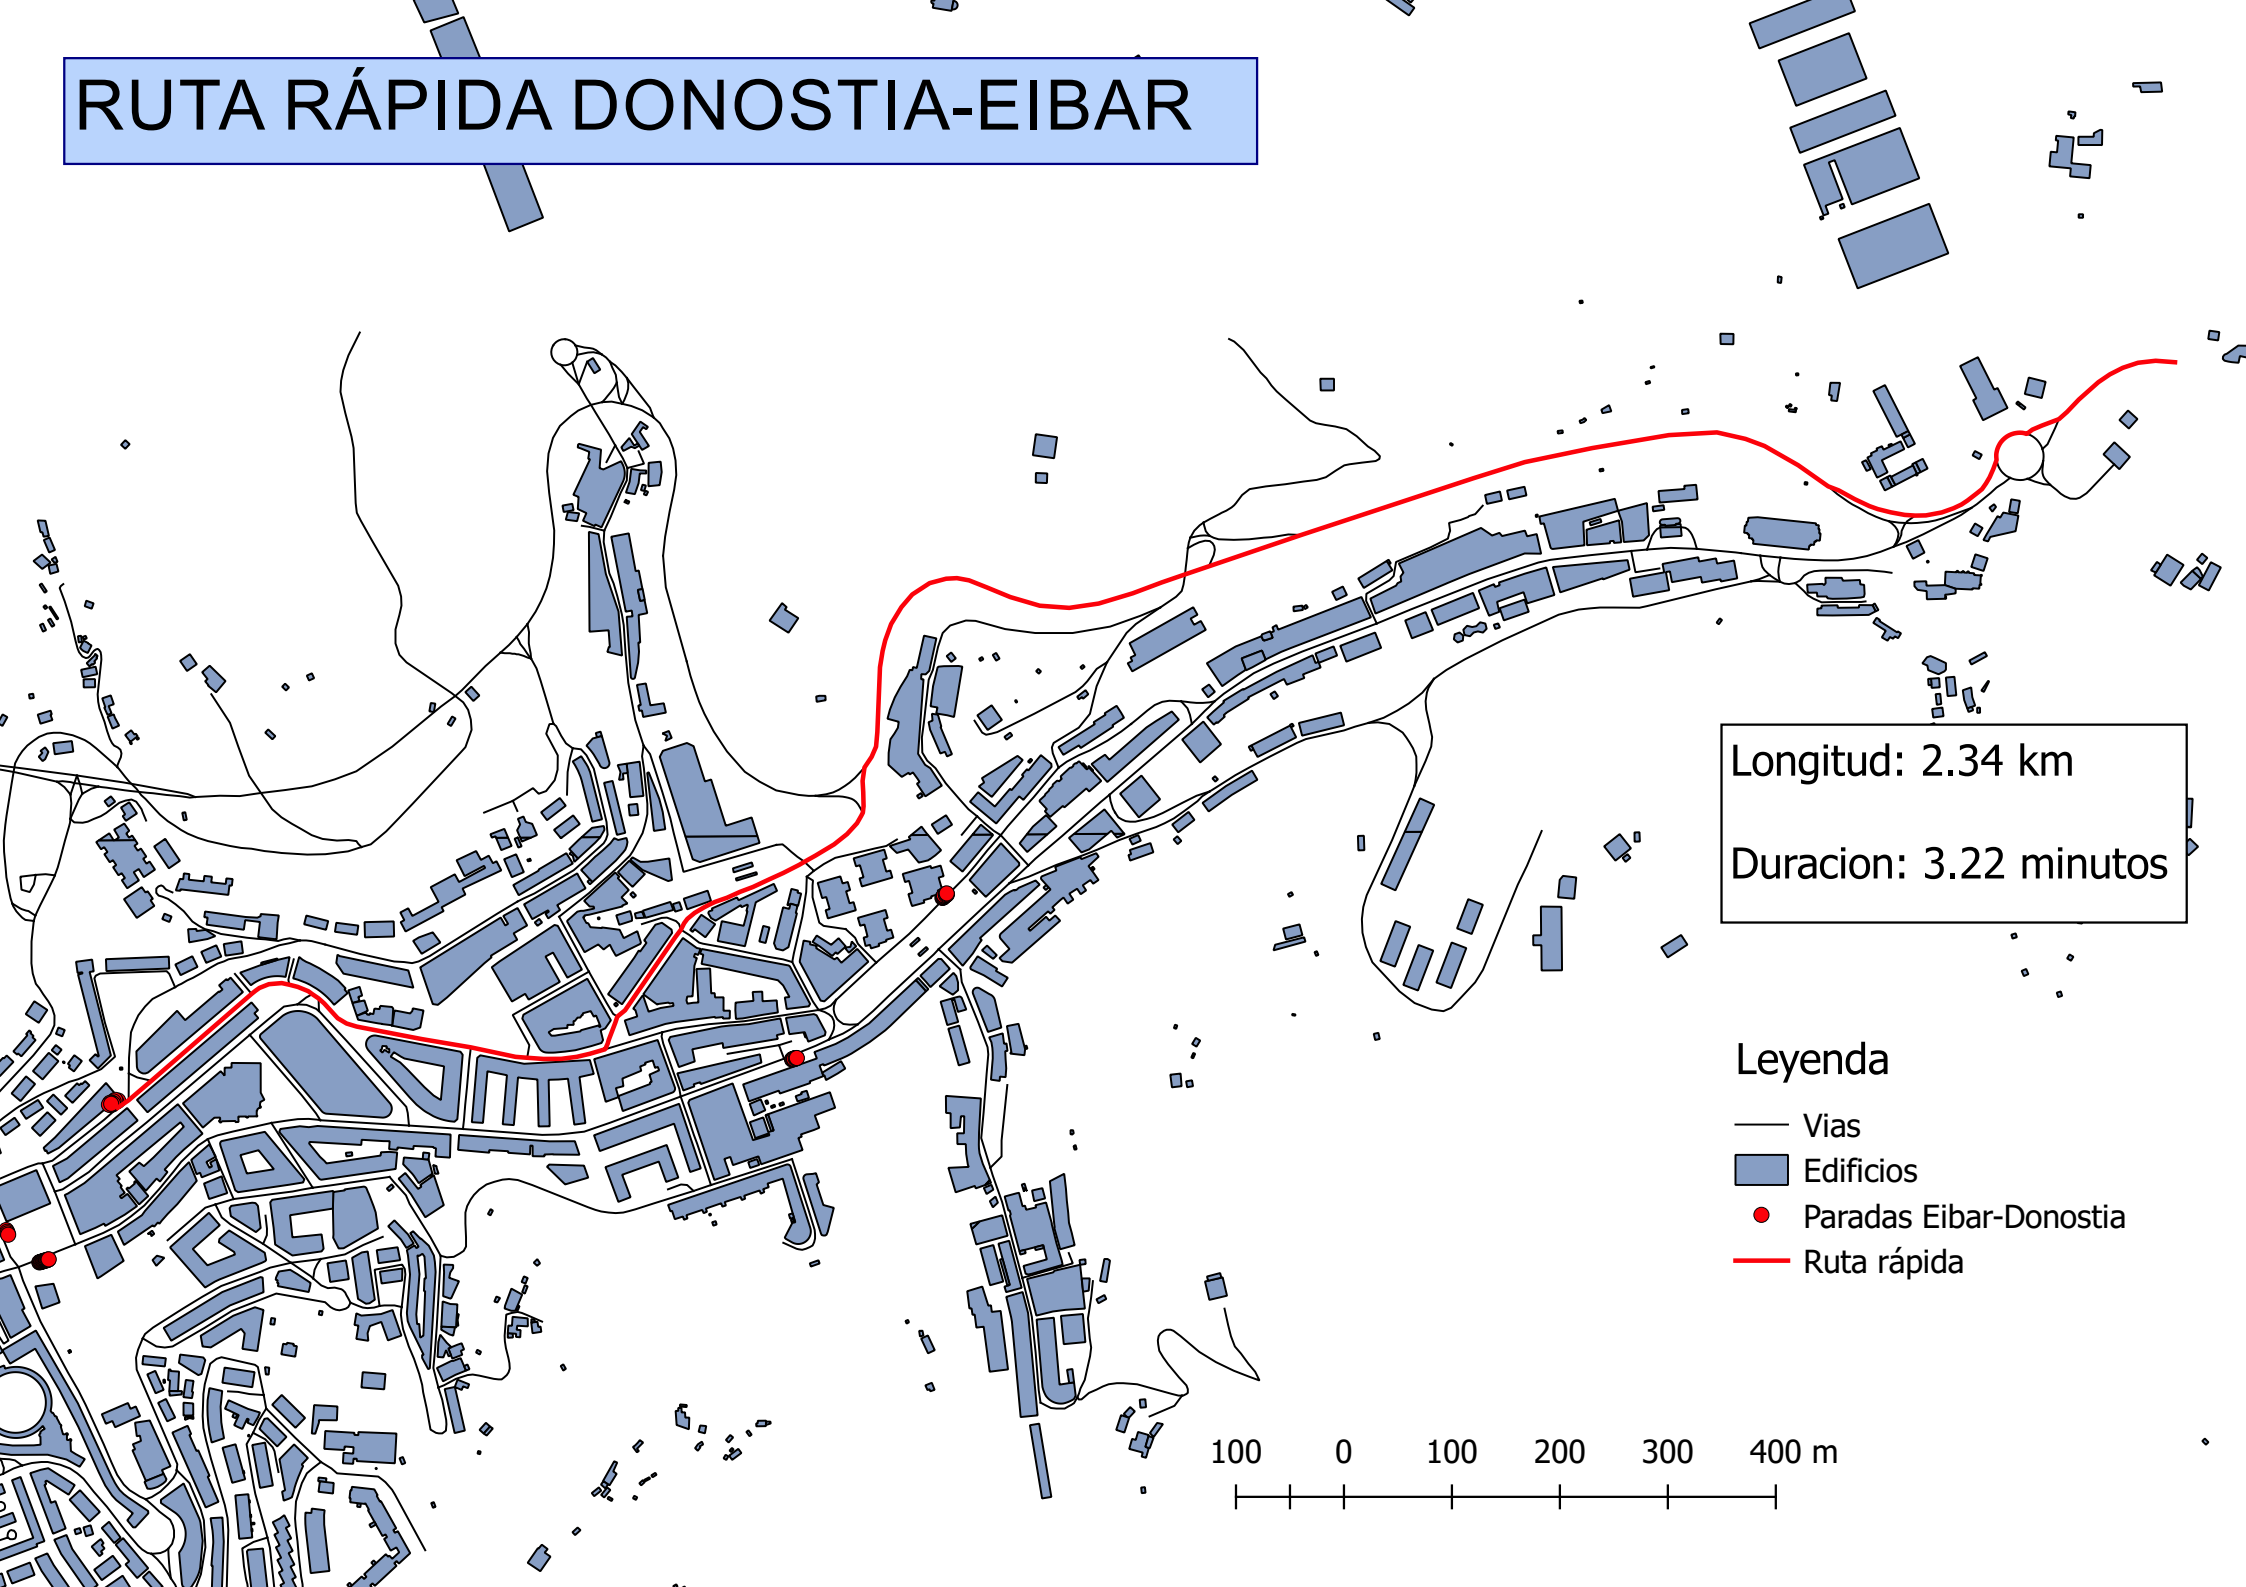 RUTA RÁPIDA DONOSTIA-EIBAR
Longitud: 2.34 km
Duracion: 3.22 minutos
Leyenda
Vias
Edificios
Paradas Eibar-Donostia
Ruta rápida
100 0 100 200 300 400 m